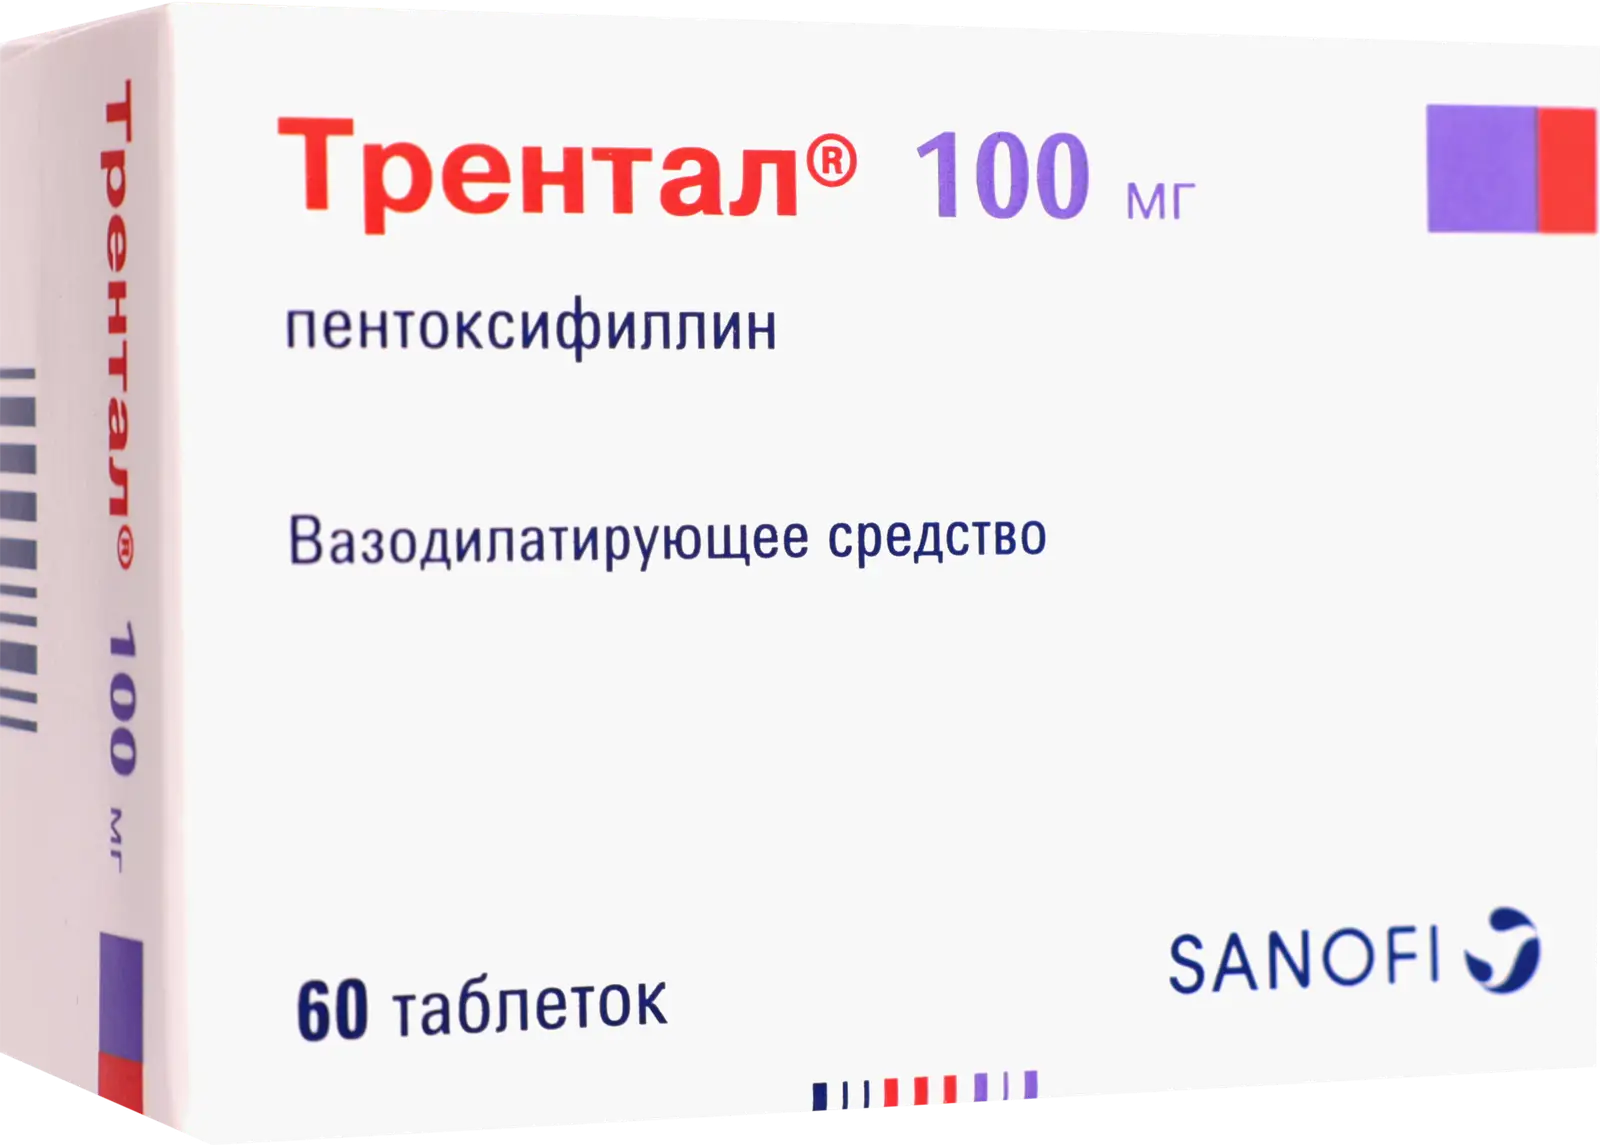 Трентал® 100 мг
пентоксифиллин
Вазодилатирующее средство
60 таблеток
SANOFI
Трентал® 100 мг